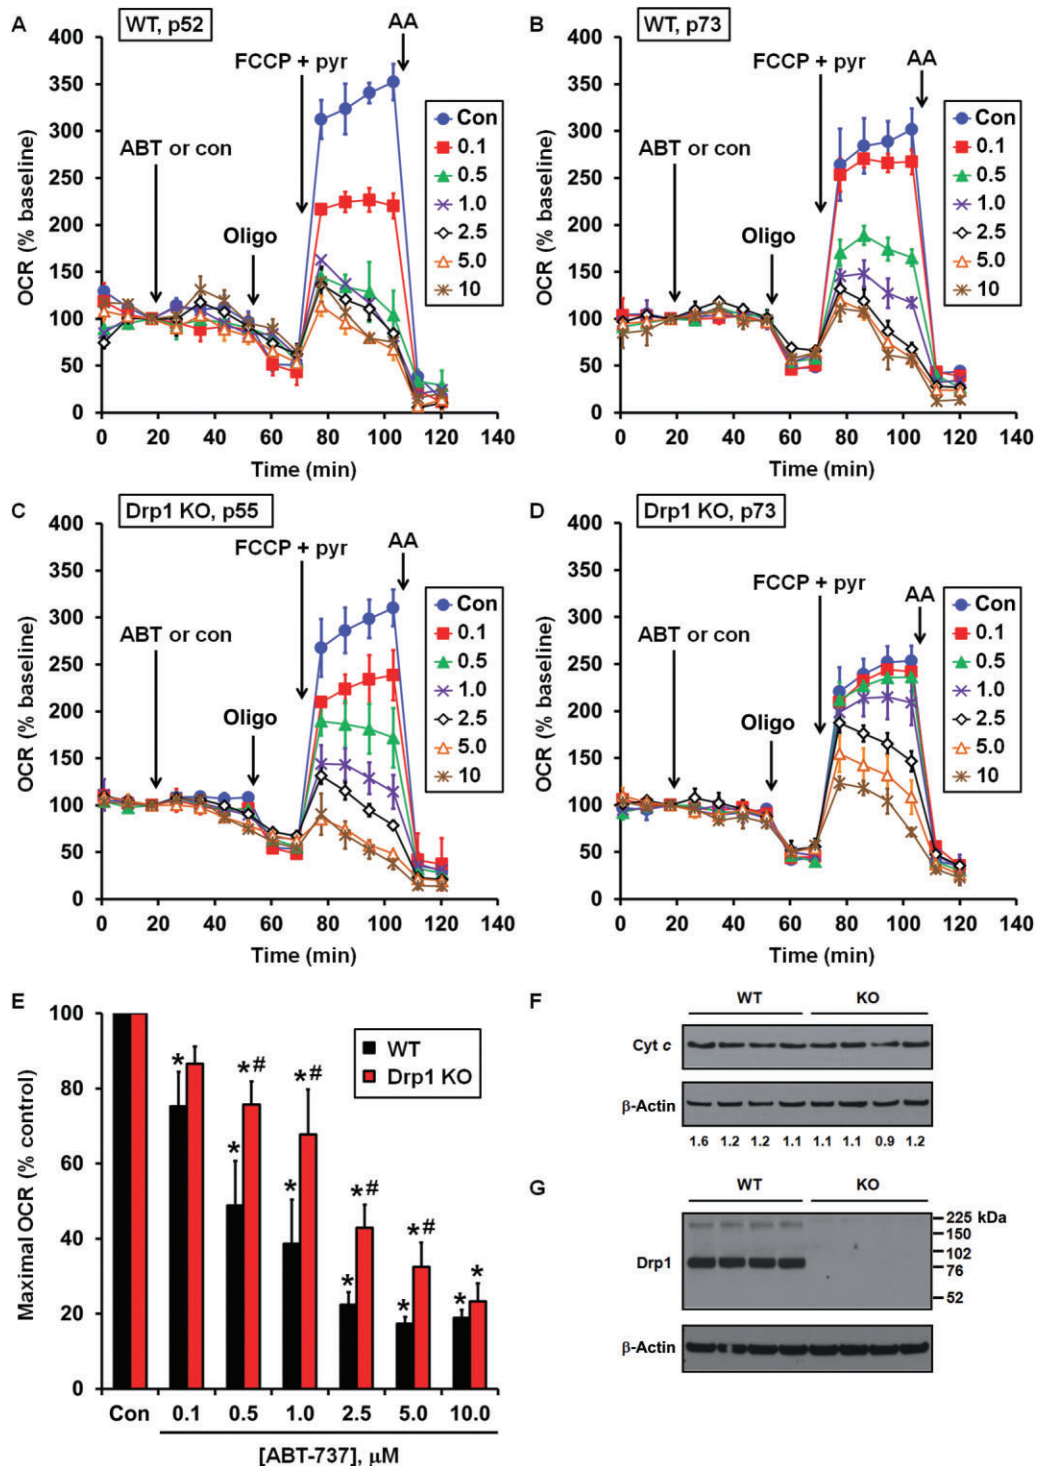 A
WT, p52
OCR (% baseline)
400
350
300
250
200
150
100
50
0
0 20 40 60 80 100 120 140
Time (min)
ABT or con
Oligo
FCCP + pyr
AA
Con
0.1
0.5
1.0
2.5
5.0
10
B
WT, p73
OCR (% baseline)
400
350
300
250
200
150
100
50
0
0 20 40 60 80 100 120 140
Time (min)
ABT or con
Oligo
FCCP + pyr
AA
Con
0.1
0.5
1.0
2.5
5.0
10
C
Drp1 KO, p55
OCR (% baseline)
400
350
300
250
200
150
100
50
0
0 20 40 60 80 100 120 140
Time (min)
ABT or con
Oligo
FCCP + pyr
AA
Con
0.1
0.5
1.0
2.5
5.0
10
D
Drp1 KO, p73
OCR (% baseline)
400
350
300
250
200
150
100
50
0
0 20 40 60 80 100 120 140
Time (min)
ABT or con
Oligo
FCCP + pyr
AA
Con
0.1
0.5
1.0
2.5
5.0
10
E
Maximal OCR (% control)
100
80
60
40
20
0
WT
Drp1 KO
*
*
*#
*
*#
*
*#
*
*#
*
*
Con 0.1 0.5 1.0 2.5 5.0 10.0
[ABT-737], μM
F
WT KO
Cyt c
β-Actin
1.6 1.2 1.2 1.1 1.1 1.1 0.9 1.2
G
WT KO
Drp1
225 kDa
150
102
76
52
β-Actin